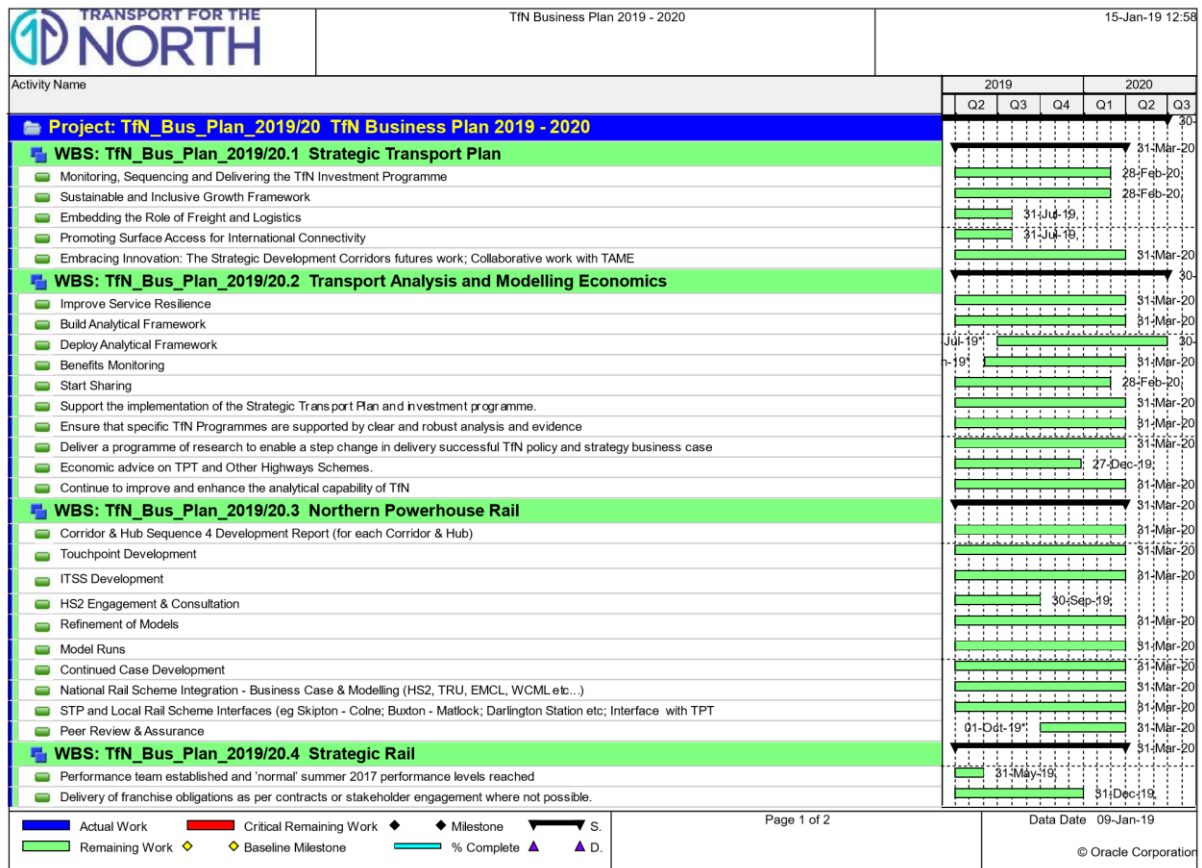 TRANSPORT FOR THE
NORTH
TfN Business Plan 2019 - 2020
15-Jan-19 12:58
Activity Name
2019 2020
Q2 Q3 Q4 Q1 Q2 Q3
Project: TfN_Bus_Plan_2019/20 TfN Business Plan 2019 - 2020 30-
WBS: TfN_Bus_Plan_2019/20.1 Strategic Transport Plan 31-Mar-20
Monitoring, Sequencing and Delivering the TfN Investment Programme 28-Feb-20,
Sustainable and Inclusive Growth Framework 28-Feb-20,
Embedding the Role of Freight and Logistics 31-Jul-19,
Promoting Surface Access for International Connectivity 31-Jul-19,
Embracing Innovation: The Strategic Development Corridors futures work; Collaborative work with TAME 31-Mar-20
WBS: TfN_Bus_Plan_2019/20.2 Transport Analysis and Modelling Economics 30-
Improve Service Resilience 31-Mar-20
Build Analytical Framework 31-Mar-20
Deploy Analytical Framework -Jul-19* 30-
Benefits Monitoring n-19* 31-Mar-20
Start Sharing 28-Feb-20,
Support the implementation of the Strategic Transport Plan and investment programme. 31-Mar-20
Ensure that specific TfN Programmes are supported by clear and robust analysis and evidence 31-Mar-20
Deliver a programme of research to enable a step change in delivery successful TfN policy and strategy business case 31-Mar-20
Economic advice on TPT and Other Highways Schemes. 27-Dec-19,
Continue to improve and enhance the analytical capability of TfN 31-Mar-20
WBS: TfN_Bus_Plan_2019/20.3 Northern Powerhouse Rail 31-Mar-20
Corridor & Hub Sequence 4 Development Report (for each Corridor & Hub) 31-Mar-20
Touchpoint Development 31-Mar-20
ITSS Development 31-Mar-20
HS2 Engagement & Consultation 30-Sep-19,
Refinement of Models 31-Mar-20
Model Runs 31-Mar-20
Continued Case Development 31-Mar-20
National Rail Scheme Integration - Business Case & Modelling (HS2, TRU, EMCL, WCML etc...) 31-Mar-20
STP and Local Rail Scheme Interfaces (eg Skipton - Colne; Buxton - Matlock; Darlington Station etc; Interface with TPT 31-Mar-20
Peer Review & Assurance 01-Oct-19* 31-Mar-20
WBS: TfN_Bus_Plan_2019/20.4 Strategic Rail 31-Mar-20
Performance team established and 'normal' summer 2017 performance levels reached 31-May-19,
Delivery of franchise obligations as per contracts or stakeholder engagement where not possible. 31-Dec-19,
Actual Work Critical Remaining Work Milestone S.
Remaining Work Baseline Milestone % Complete D.
Page 1 of 2
Data Date 09-Jan-19
© Oracle Corporation